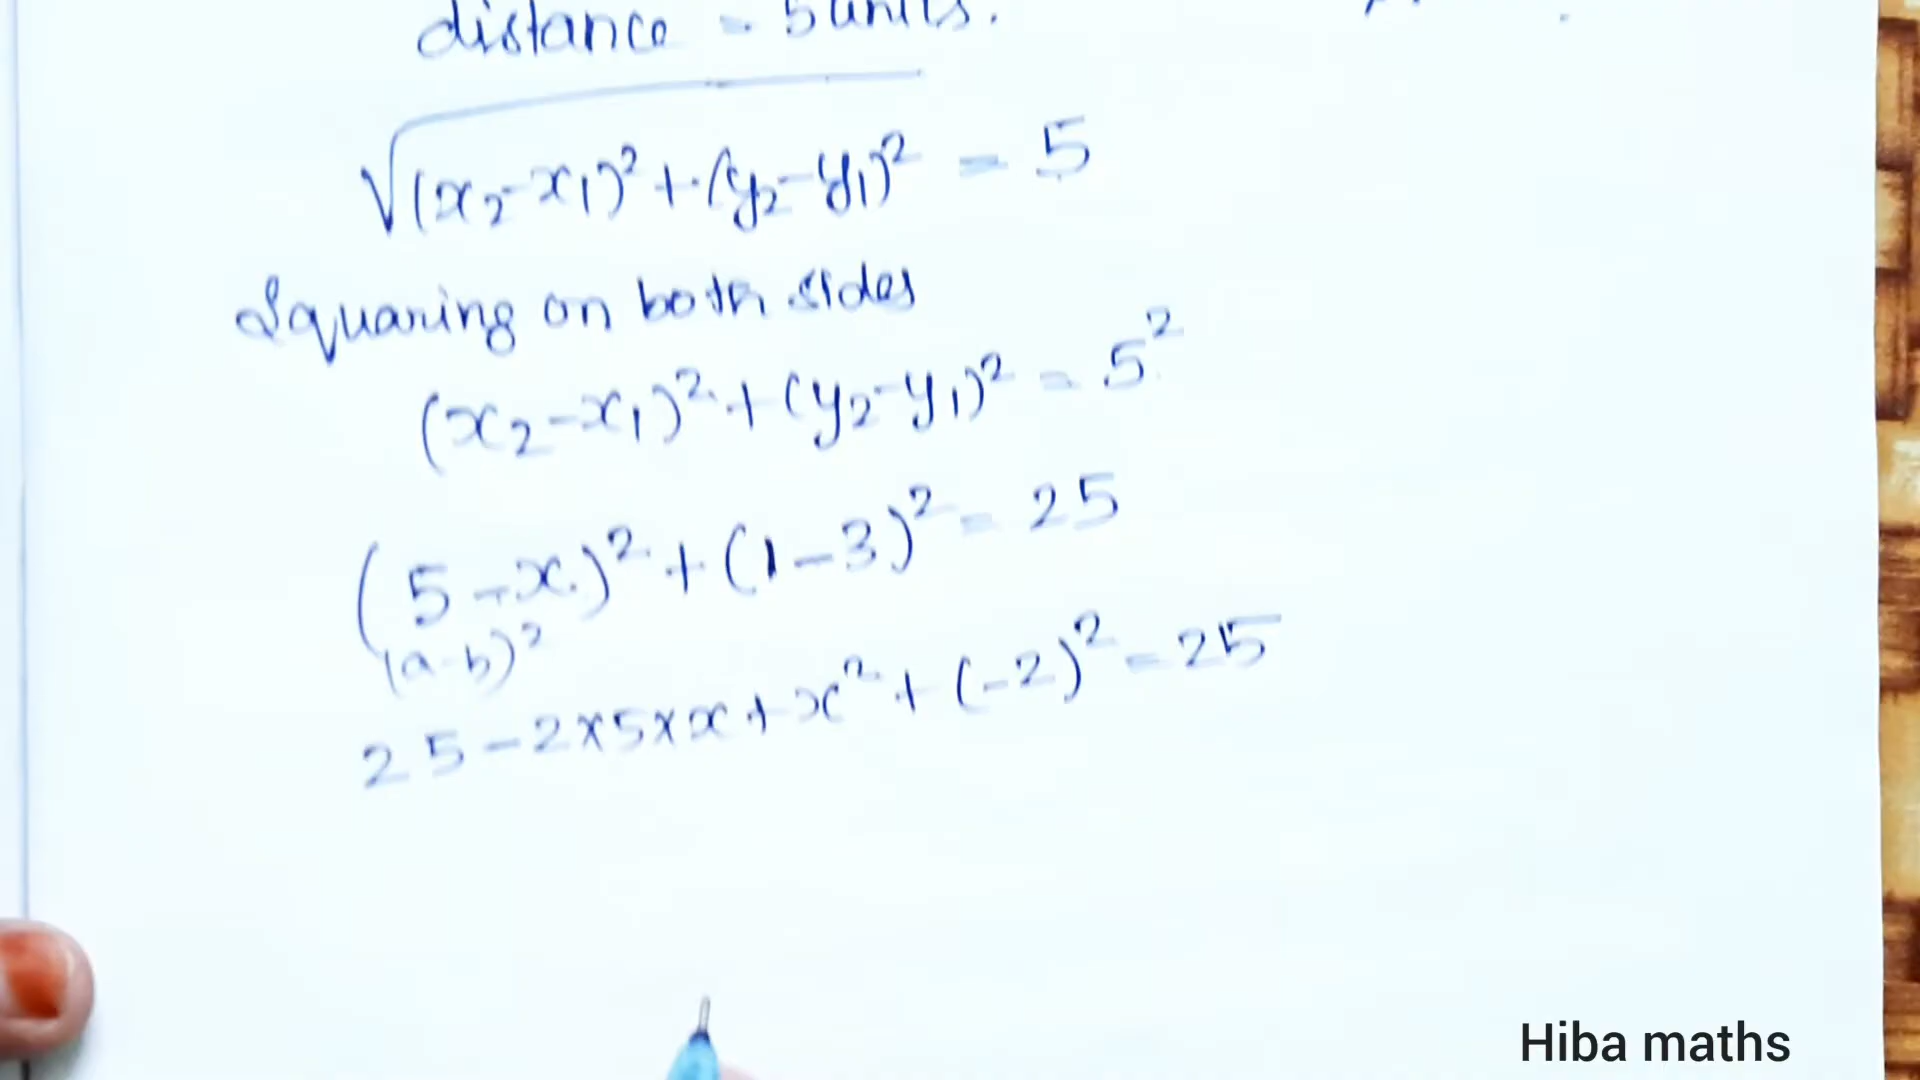 distance = 5 units.
√(x₂-x₁)²+(y₂-y₁)² = 5
Squaring on both sides
(x₂-x₁)²+(y₂-y₁)² = 5²
(5-x)²+(1-3)² = 25
(a-b)²
25-2×5×x+x²+(-2)² = 25
Hiba maths